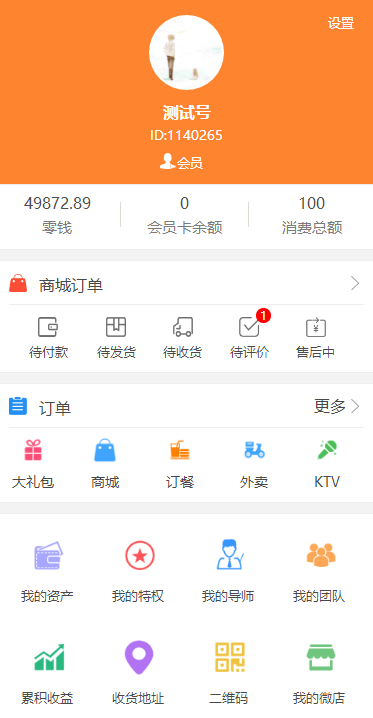 设置
测试号
ID:1140265
会员
49872.89 0 100
零钱 会员卡余额 消费总额
商城订单
1
待付款 待发货 待收货 待评价 售后中
订单 更多
大礼包 商城 订餐 外卖 KTV
我的资产 我的特权 我的导师 我的团队
累积收益 收货地址 二维码 我的微店